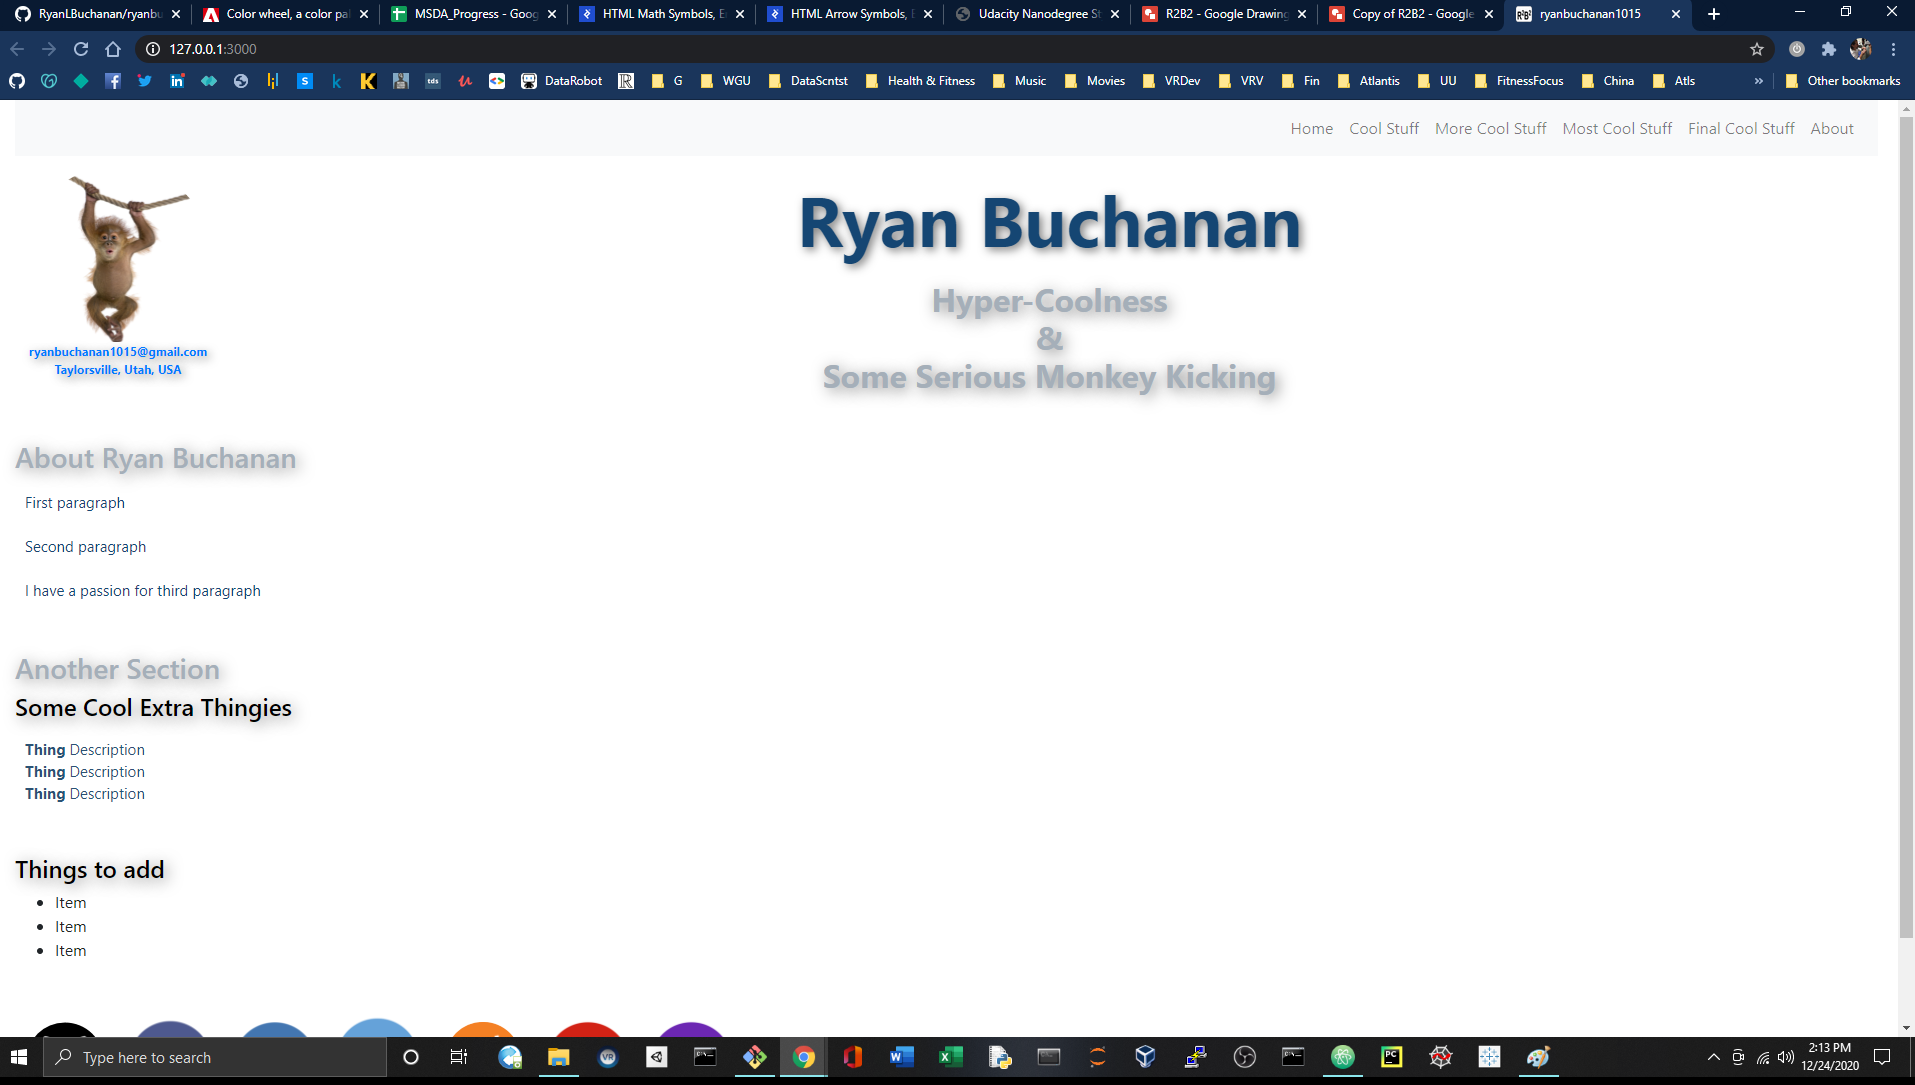 RyanLBuchanan/ryanbu
Color wheel, a color pal
MSDA_Progress - Goog
HTML Math Symbols, E
HTML Arrow Symbols, E
Udacity Nanodegree St
R2B2 - Google Drawing
Copy of R2B2 - Google
ryanbuchanan1015
127.0.0.1:3000
DataRobot
G
WGU
DataScntst
Health & Fitness
Music
Movies
VRDev
VRV
Fin
Atlantis
UU
FitnessFocus
China
Atls
Other bookmarks
Home
Cool Stuff
More Cool Stuff
Most Cool Stuff
Final Cool Stuff
About
ryanbuchanan1015@gmail.com
Taylorsville, Utah, USA
Ryan Buchanan
Hyper-Coolness
&
Some Serious Monkey Kicking
About Ryan Buchanan
First paragraph
Second paragraph
I have a passion for third paragraph
Another Section
Some Cool Extra Thingies
Thing Description
Thing Description
Thing Description
Things to add
Item
Item
Item
Type here to search
2:13 PM
12/24/2020